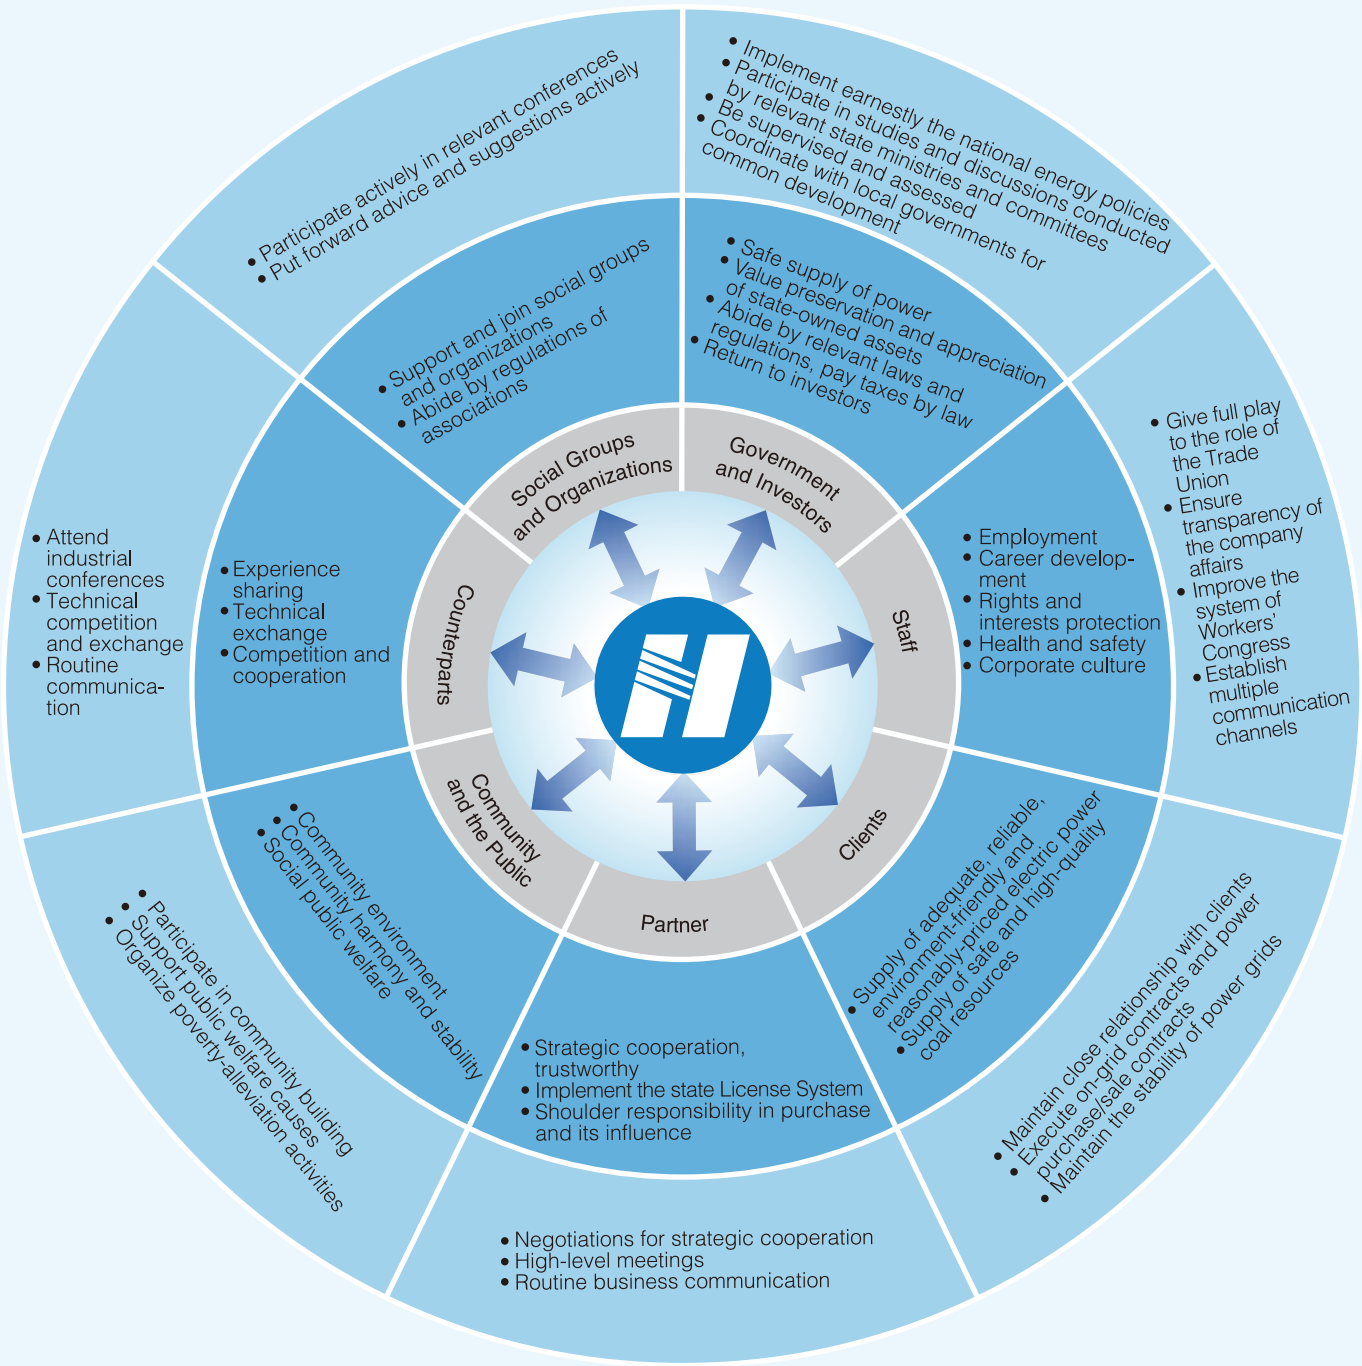 • Participate actively in relevant conferences
• Put forward advice and suggestions actively
• Implement earnestly the national energy policies
• Participate in studies and discussions conducted
by relevant state ministries and committees
• Be supervised and assessed
• Coordinate with local governments for
common development
• Support and join social groups
and organizations
• Abide by regulations of
associations
• Safe supply of power
• Value preservation and appreciation
of state-owned assets
• Abide by relevant laws and
regulations, pay taxes by law
• Return to investors
Social Groups
and Organizations
Government
and Investors
• Give full play
to the role of
the Trade
Union
• Ensure
transparency of
the company
affairs
• Improve the
system of
Workers'
Congress
• Establish
multiple
communication
channels
• Employment
• Career develop-
ment
• Rights and
interests protection
• Health and safety
• Corporate culture
Staff
Counterparts
• Experience
sharing
• Technical
exchange
• Competition and
cooperation
• Attend
industrial
conferences
• Technical
competition
and exchange
• Routine
communica-
tion
Community
and the Public
• Community environment
• Community harmony and stability
• Social public welfare
• Participate in community building
• Support public welfare causes
• Organize poverty-alleviation activities
Clients
• Supply of adequate, reliable,
environment-friendly and
reasonably-priced electric power
• Supply of safe and high-quality
coal resources
• Maintain close relationship with clients
• Execute on-grid contracts and power
purchase/sale contracts
• Maintain the stability of power grids
Partner
• Strategic cooperation,
trustworthy
• Implement the state License System
• Shoulder responsibility in purchase
and its influence
• Negotiations for strategic cooperation
• High-level meetings
• Routine business communication